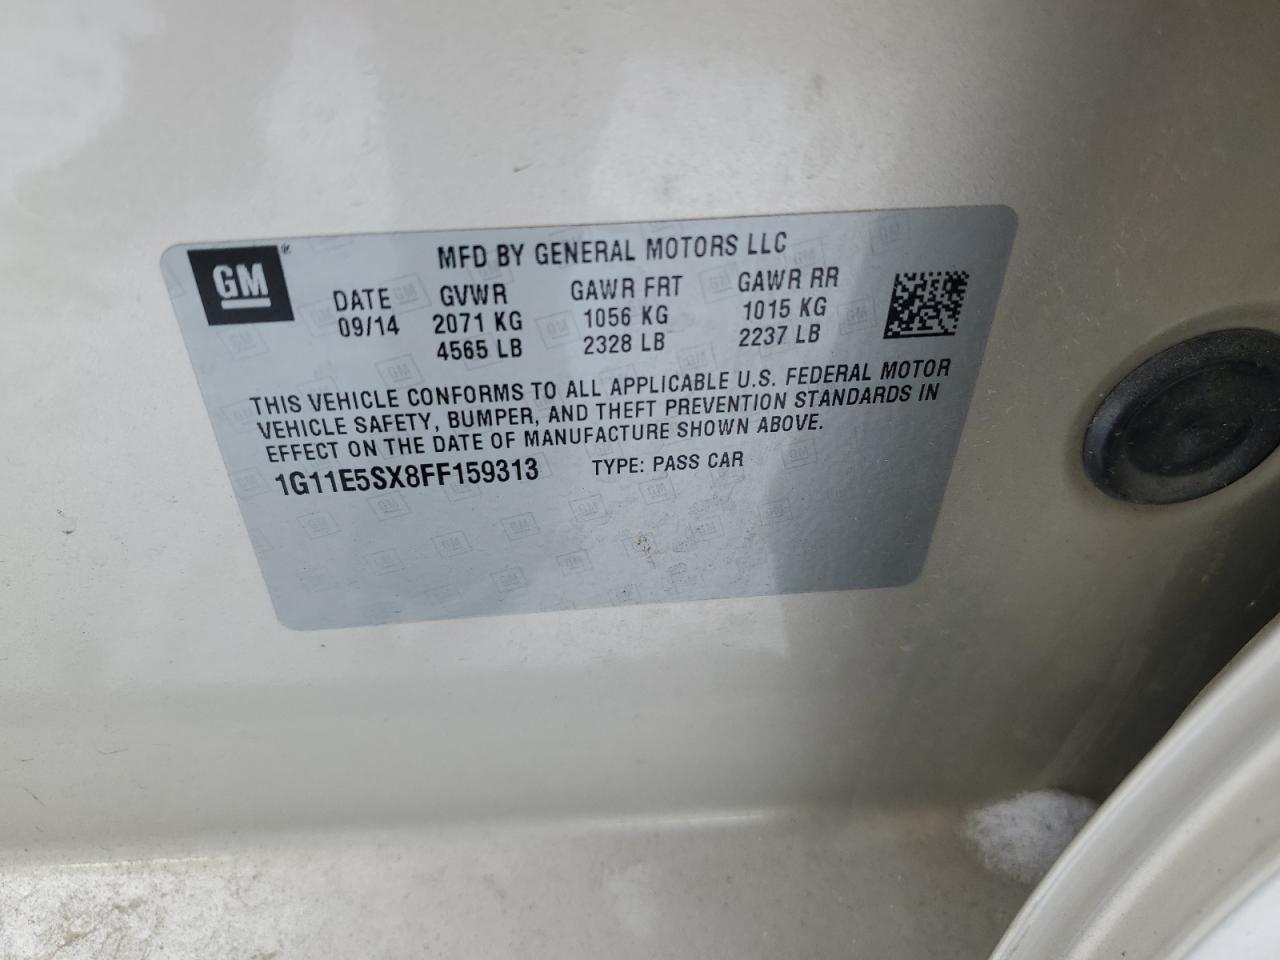 GM®
MFD BY GENERAL MOTORS LLC
DATE GVWR GAWR FRT GAWR RR
09/14 2071 KG 1056 KG 1015 KG
4565 LB 2328 LB 2237 LB
THIS VEHICLE CONFORMS TO ALL APPLICABLE U.S. FEDERAL MOTOR
VEHICLE SAFETY, BUMPER, AND THEFT PREVENTION STANDARDS IN
EFFECT ON THE DATE OF MANUFACTURE SHOWN ABOVE.
1G11E5SX8FF159313 TYPE: PASS CAR